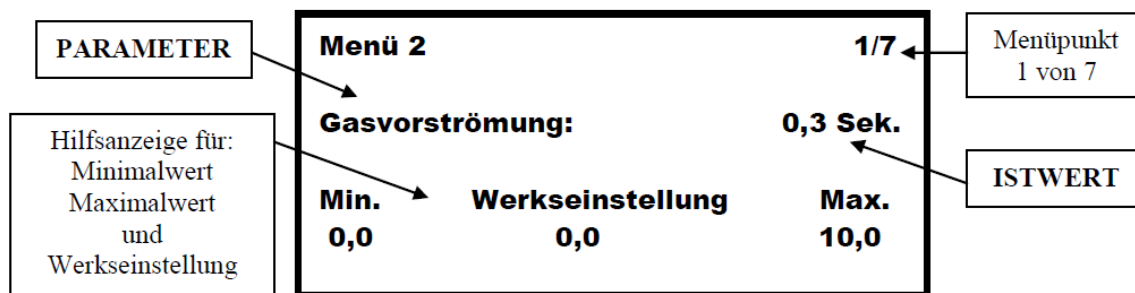 PARAMETER
Hilfsanzeige für:
Minimalwert
Maximalwert
und
Werkseinstellung
Menü 2 1/7
Gasvorströmung: 0,3 Sek.
Min. Werkseinstellung Max.
0,0 0,0 10,0
Menüpunkt
1 von 7
ISTWERT